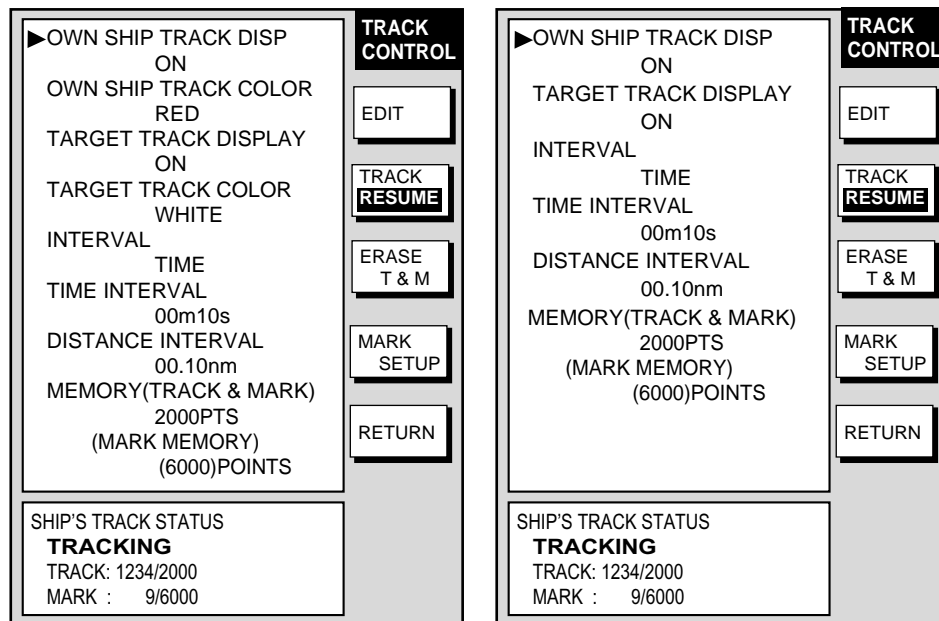 ▶OWN SHIP TRACK DISP
ON
OWN SHIP TRACK COLOR
RED
TARGET TRACK DISPLAY
ON
TARGET TRACK COLOR
WHITE
INTERVAL
TIME
TIME INTERVAL
00m10s
DISTANCE INTERVAL
00.10nm
MEMORY(TRACK & MARK)
2000PTS
(MARK MEMORY)
(6000)POINTS
TRACK
CONTROL
EDIT
TRACK
RESUME
ERASE
T & M
MARK
SETUP
RETURN
SHIP'S TRACK STATUS
TRACKING
TRACK: 1234/2000
MARK : 9/6000
▶OWN SHIP TRACK DISP
ON
TARGET TRACK DISPLAY
ON
INTERVAL
TIME
TIME INTERVAL
00m10s
DISTANCE INTERVAL
00.10nm
MEMORY(TRACK & MARK)
2000PTS
(MARK MEMORY)
(6000)POINTS
TRACK
CONTROL
EDIT
TRACK
RESUME
ERASE
T & M
MARK
SETUP
RETURN
SHIP'S TRACK STATUS
TRACKING
TRACK: 1234/2000
MARK : 9/6000